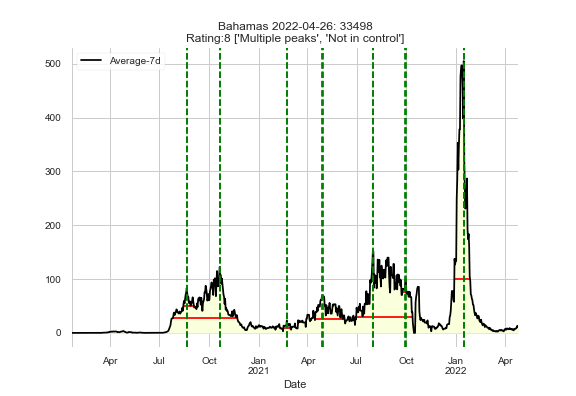 Bahamas 2022-04-26: 33498
Rating:8 ['Multiple peaks', 'Not in control']
Average-7d
500
400
300
200
100
0
Apr Jul Oct Jan Apr Jul Oct Jan Apr
2021 2022
Date